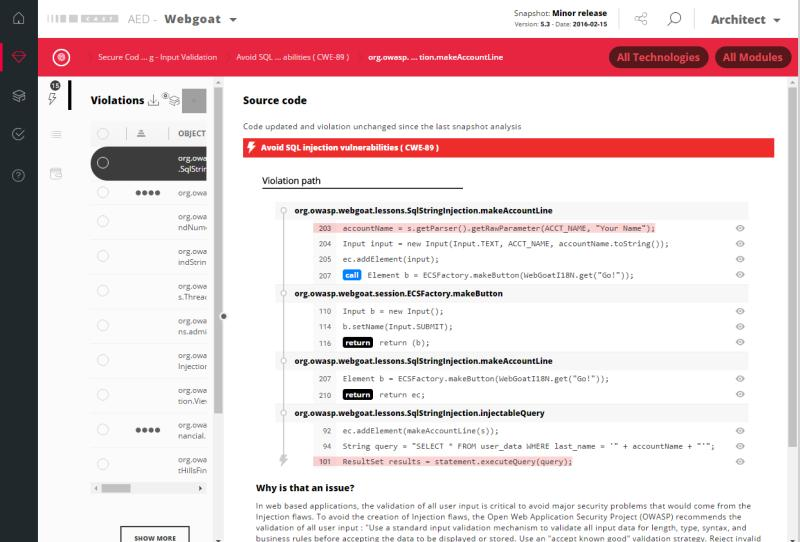 CAST AED - Webgoat
Snapshot: Minor release
Version: 5.3 - Date: 2016-02-15
Architect
Secure Cod ... g - Input Validation
Avoid SQL ... abilities ( CWE-89 )
org.owasp. ... tion.makeAccountLine
All Technologies
All Modules
15
Violations
0
OBJECT
org.owa
.SqlStrin
org.owa
org.owa
ndNum
org.owa
indStrin
org.owa
s.Threa
org.owa
ns.admi
org.owa
Injection
org.owa
tion.View
org.owa
nancial.
org.owa
tHillsFin
SHOW MORE
Source code
Code updated and violation unchanged since the last snapshot analysis
Avoid SQL injection vulnerabilities ( CWE-89 )
Violation path
org.owasp.webgoat.lessons.SqlStringInjection.makeAccountLine
203 accountName = s.getParser().getRawParameter(ACCT_NAME, "Your Name");
204 Input input = new Input(Input.TEXT, ACCT_NAME, accountName.toString());
205 ec.addElement(input);
207 call Element b = ECSFactory.makeButton(WebGoatI18N.get("Go!"));
org.owasp.webgoat.session.ECSFactory.makeButton
110 Input b = new Input();
114 b.setName(Input.SUBMIT);
116 return return (b);
org.owasp.webgoat.lessons.SqlStringInjection.makeAccountLine
207 Element b = ECSFactory.makeButton(WebGoatI18N.get("Go!"));
210 return return ec;
org.owasp.webgoat.lessons.SqlStringInjection.injectableQuery
92 ec.addElement(makeAccountLine(s));
94 String query = "SELECT * FROM user_data WHERE last_name = '" + accountName + "'";
101 ResultSet results = statement.executeQuery(query);
Why is that an issue?
In web based applications, the validation of all user input is critical to avoid major security problems that would come from the
Injection flaws. To avoid the creation of Injection flaws, the Open Web Application Security Project (OWASP) recommends the
validation of all user input : "Use a standard input validation mechanism to validate all input data for length, type, syntax, and
business rules before accepting the data to be displayed or stored. Use an "accept known good" validation strategy. Reject invalid